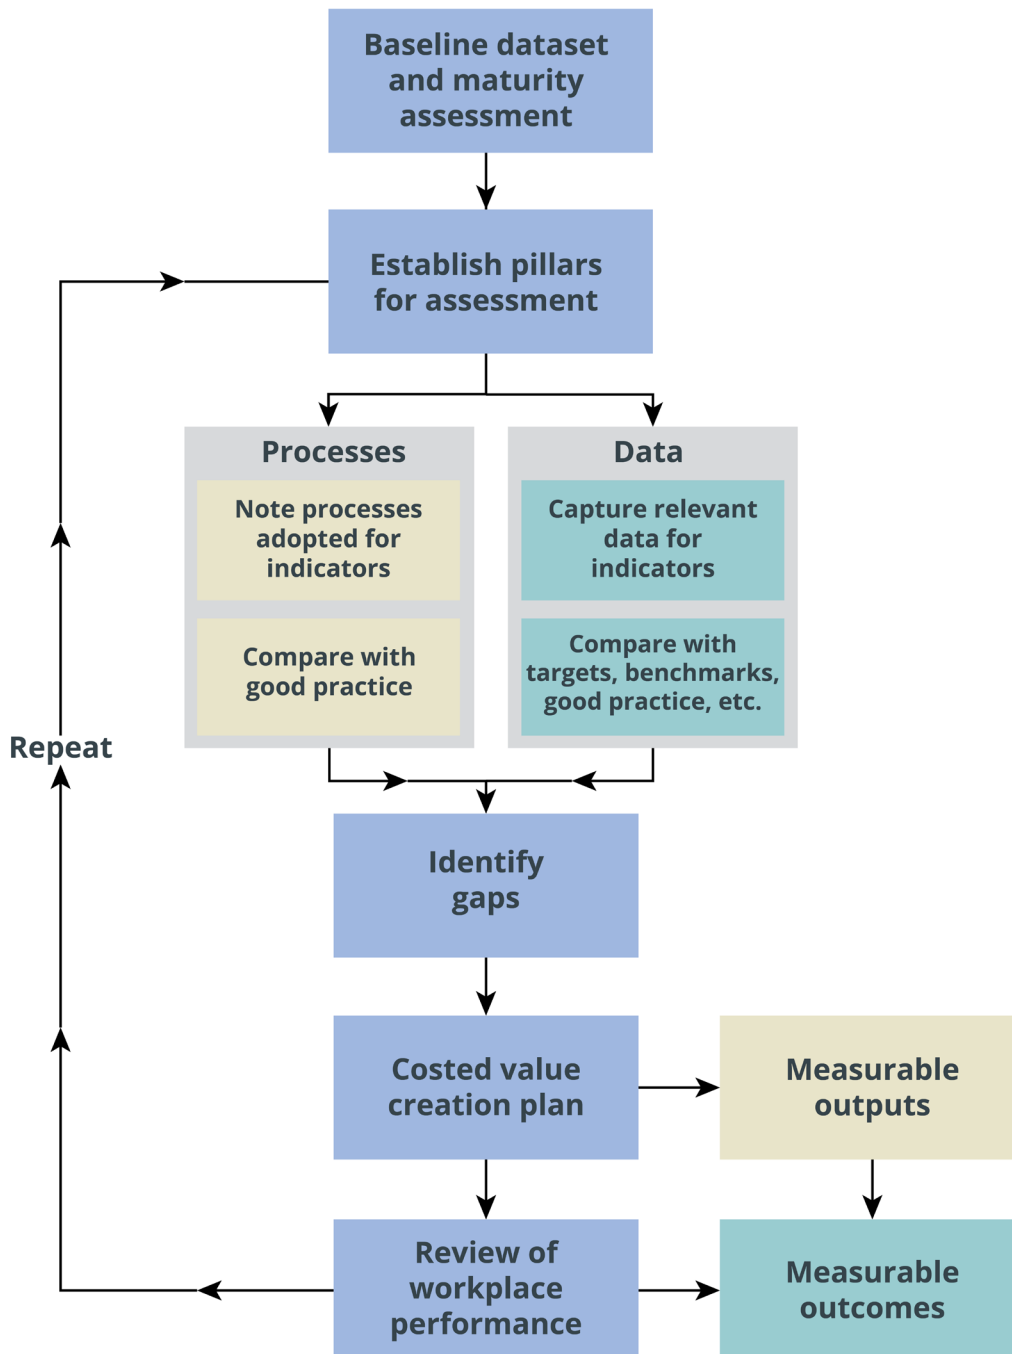 Baseline dataset
and maturity
assessment
Establish pillars
for assessment
Processes
Note processes
adopted for
indicators
Compare with
good practice
Data
Capture relevant
data for
indicators
Compare with
targets, benchmarks,
good practice, etc.
Repeat
Identify
gaps
Costed value
creation plan
Measurable
outputs
Review of
workplace
performance
Measurable
outcomes